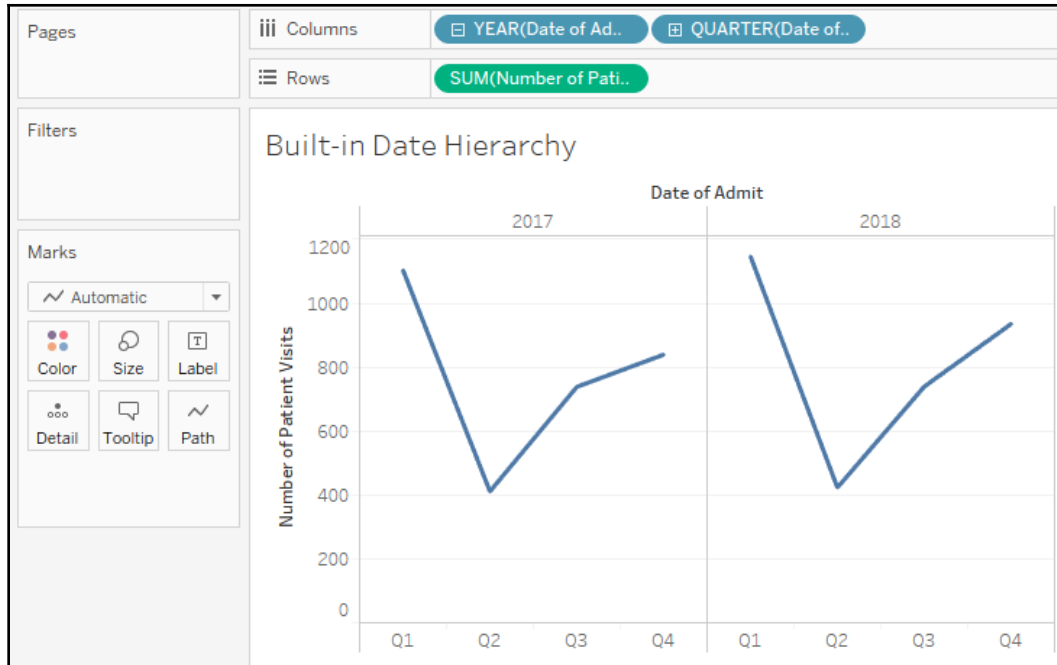 Pages
Columns
YEAR(Date of Ad..
QUARTER(Date of..
Rows
SUM(Number of Pati..
Filters
Marks
Automatic
Color
Size
T
Label
Detail
Tooltip
Path
Built-in Date Hierarchy
Date of Admit
2017
2018
Number of Patient Visits
1200
1000
800
600
400
200
0
Q1 Q2 Q3 Q4 Q1 Q2 Q3 Q4